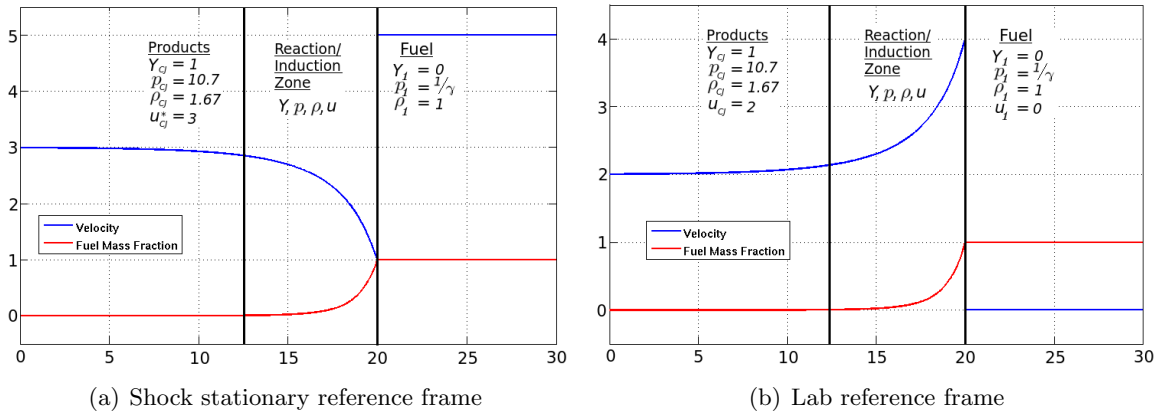 Products
Y_CJ = 1
p_CJ = 10.7
ρ_CJ = 1.67
u*_CJ = 3
Reaction/
Induction
Zone
Y, p, ρ, u
Fuel
Y_1 = 0
p_1 = 1/γ
ρ_1 = 1
Velocity
Fuel Mass Fraction
5
4
3
2
1
0
0 5 10 15 20 25 30
(a) Shock stationary reference frame
Products
Y_CJ = 1
p_CJ = 10.7
ρ_CJ = 1.67
u_CJ = 2
Reaction/
Induction
Zone
Y, p, ρ, u
Fuel
Y_1 = 0
p_1 = 1/γ
ρ_1 = 1
u_1 = 0
Velocity
Fuel Mass Fraction
4
3
2
1
0
0 5 10 15 20 25 30
(b) Lab reference frame